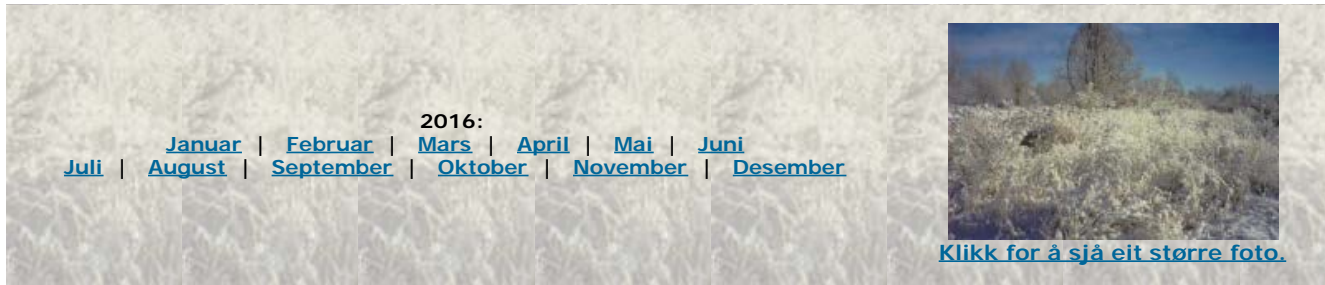 2016:
Januar | Februar | Mars | April | Mai | Juni
Juli | August | September | Oktober | November | Desember
Klikk for å sjå eit større foto.